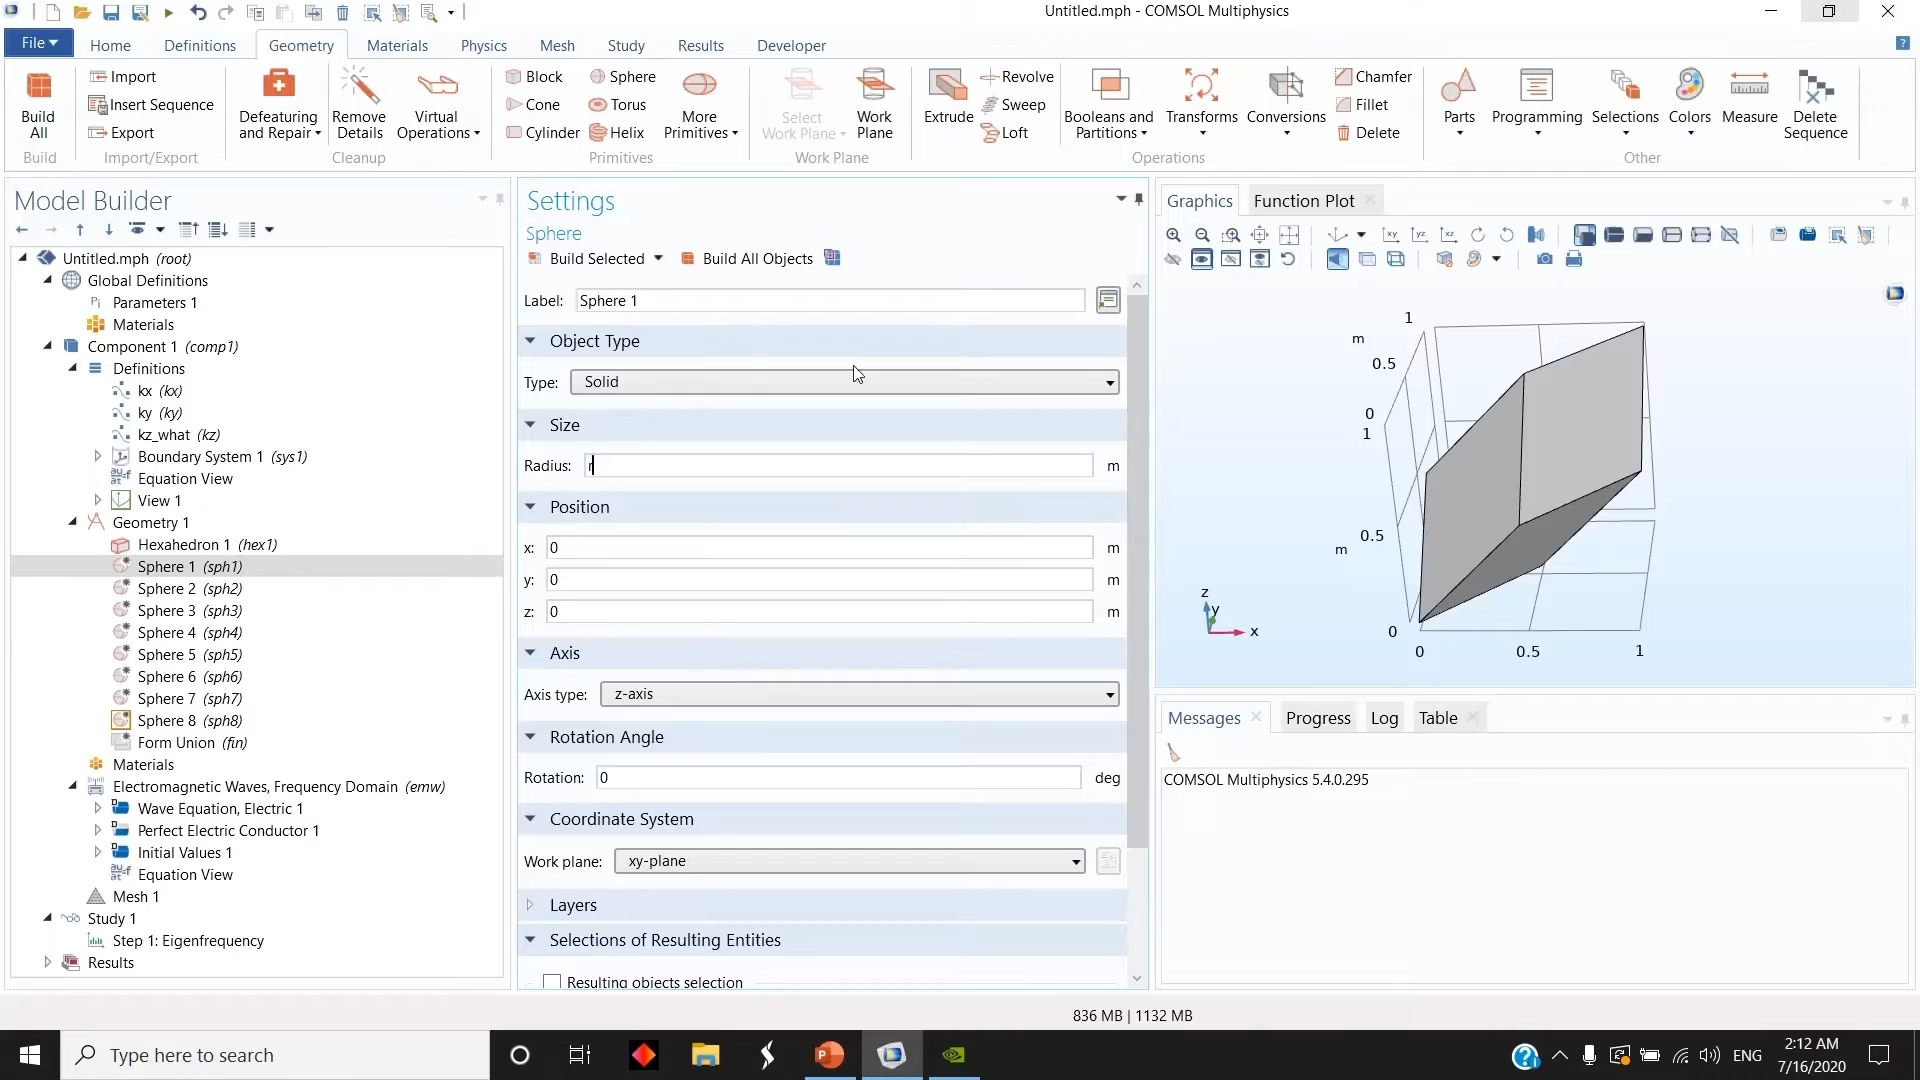 Untitled.mph - COMSOL Multiphysics
File
Home
Definitions
Geometry
Materials
Physics
Mesh
Study
Results
Developer
Build All
Build
Import
Insert Sequence
Export
Import/Export
Defeaturing and Repair
Remove Details
Virtual Operations
Cleanup
Block
Cone
Cylinder
Sphere
Torus
Helix
More Primitives
Primitives
Select Work Plane
Work Plane
Work Plane
Extrude
Revolve
Sweep
Loft
Booleans and Partitions
Transforms
Conversions
Chamfer
Fillet
Delete
Operations
Parts
Programming
Selections
Colors
Measure
Delete Sequence
Other
Model Builder
Untitled.mph (root)
Global Definitions
Pi Parameters 1
Materials
Component 1 (comp1)
Definitions
kx (kx)
ky (ky)
kz_what (kz)
Boundary System 1 (sys1)
Equation View
View 1
Geometry 1
Hexahedron 1 (hex1)
Sphere 1 (sph1)
Sphere 2 (sph2)
Sphere 3 (sph3)
Sphere 4 (sph4)
Sphere 5 (sph5)
Sphere 6 (sph6)
Sphere 7 (sph7)
Sphere 8 (sph8)
Form Union (fin)
Materials
Electromagnetic Waves, Frequency Domain (emw)
Wave Equation, Electric 1
Perfect Electric Conductor 1
Initial Values 1
Equation View
Mesh 1
Study 1
Step 1: Eigenfrequency
Results
Settings
Sphere
Build Selected
Build All Objects
Label: Sphere 1
Object Type
Type: Solid
Size
Radius: r m
Position
x: 0 m
y: 0 m
z: 0 m
Axis
Axis type: z-axis
Rotation Angle
Rotation: 0 deg
Coordinate System
Work plane: xy-plane
Layers
Selections of Resulting Entities
Resulting objects selection
Graphics
Function Plot
xy yz xz
1
m
0.5
0
1
0.5
m
0
0 0.5 1
z
y
x
Messages
Progress
Log
Table
COMSOL Multiphysics 5.4.0.295
836 MB | 1132 MB
Type here to search
ENG
2:12 AM
7/16/2020